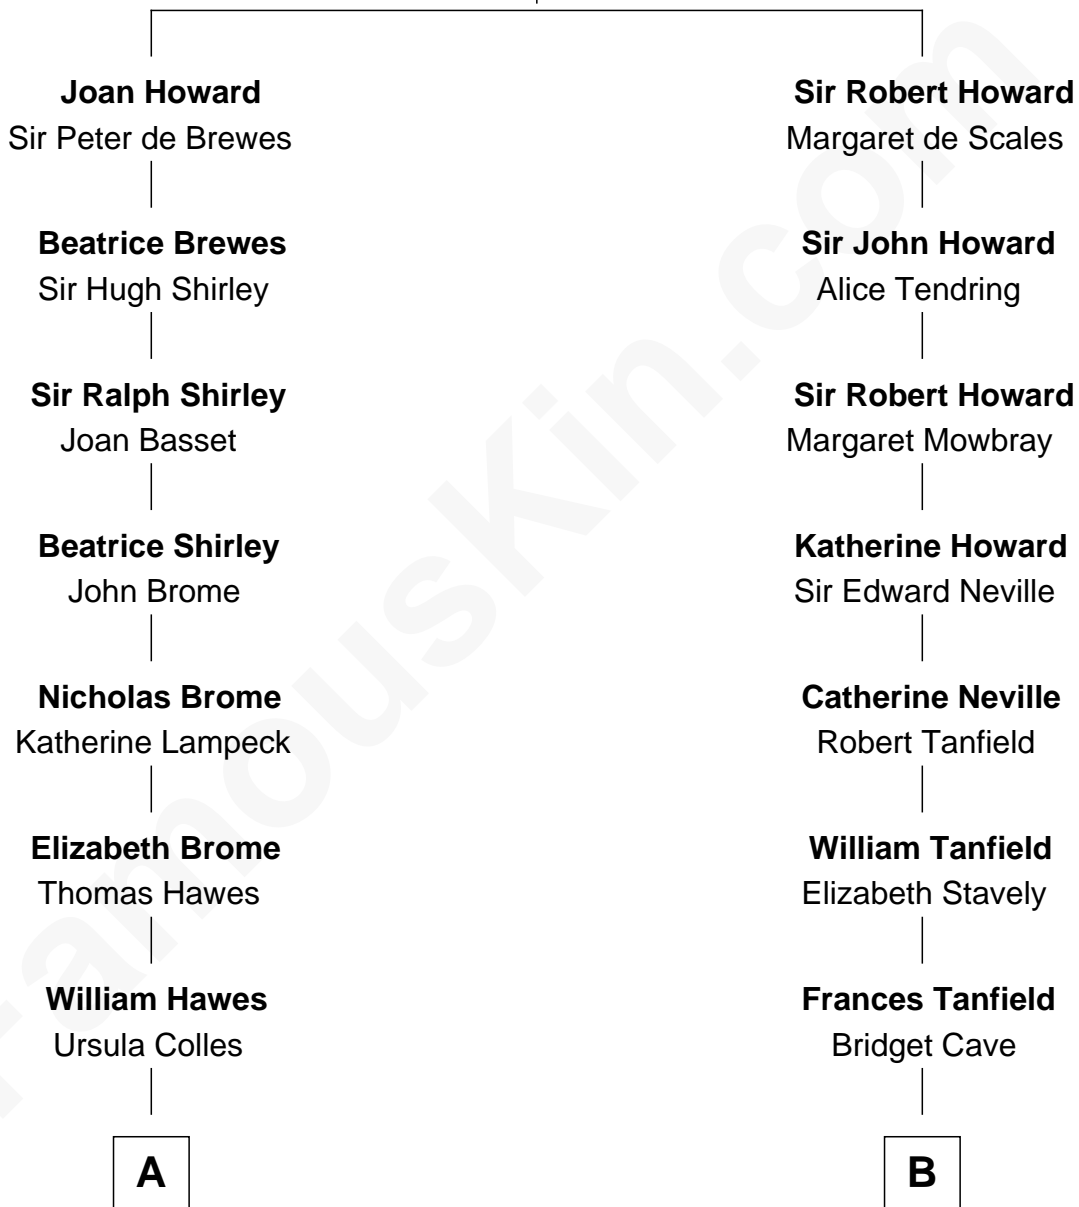 Joan Howard
Sir Peter de Brewes
Beatrice Brewes
Sir Hugh Shirley
Sir Ralph Shirley
Joan Basset
Beatrice Shirley
John Brome
Nicholas Brome
Katherine Lampeck
Elizabeth Brome
Thomas Hawes
William Hawes
Ursula Colles
A
Sir Robert Howard
Margaret de Scales
Sir John Howard
Alice Tendring
Sir Robert Howard
Margaret Mowbray
Katherine Howard
Sir Edward Neville
Catherine Neville
Robert Tanfield
William Tanfield
Elizabeth Stavely
Frances Tanfield
Bridget Cave
B
FamousKin.com